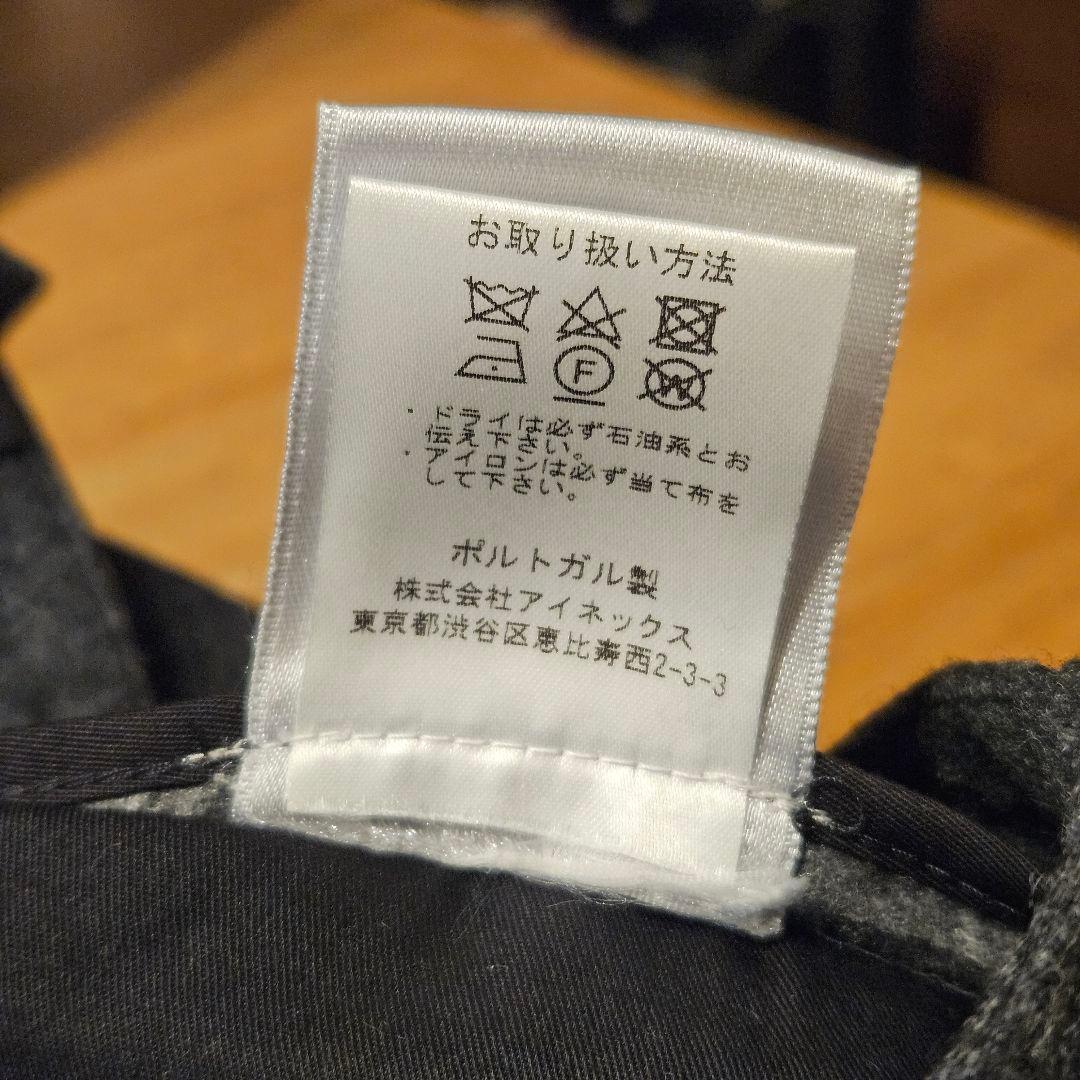 お取り扱い方法
F
W
・ドライは必ず石油系とお
伝え下さい。
・アイロンは必ず当て布を
して下さい。
ポルトガル製
株式会社アイネックス
東京都渋谷区恵比寿西2-3-3